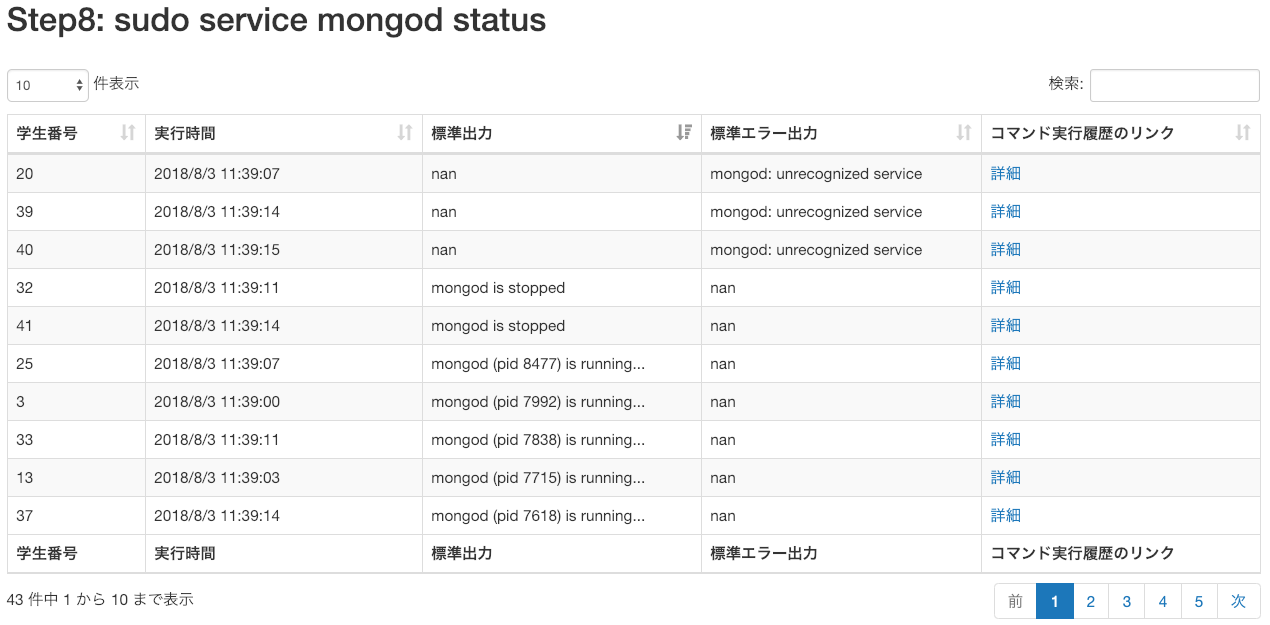 Step8: sudo service mongod status
10 件表示 検索:
学生番号 実行時間 標準出力 標準エラー出力 コマンド実行履歴のリンク
20 2018/8/3 11:39:07 nan mongod: unrecognized service 詳細
39 2018/8/3 11:39:14 nan mongod: unrecognized service 詳細
40 2018/8/3 11:39:15 nan mongod: unrecognized service 詳細
32 2018/8/3 11:39:11 mongod is stopped nan 詳細
41 2018/8/3 11:39:14 mongod is stopped nan 詳細
25 2018/8/3 11:39:07 mongod (pid 8477) is running... nan 詳細
3 2018/8/3 11:39:00 mongod (pid 7992) is running... nan 詳細
33 2018/8/3 11:39:11 mongod (pid 7838) is running... nan 詳細
13 2018/8/3 11:39:03 mongod (pid 7715) is running... nan 詳細
37 2018/8/3 11:39:14 mongod (pid 7618) is running... nan 詳細
学生番号 実行時間 標準出力 標準エラー出力 コマンド実行履歴のリンク
43 件中 1 から 10 まで表示 前 1 2 3 4 5 次